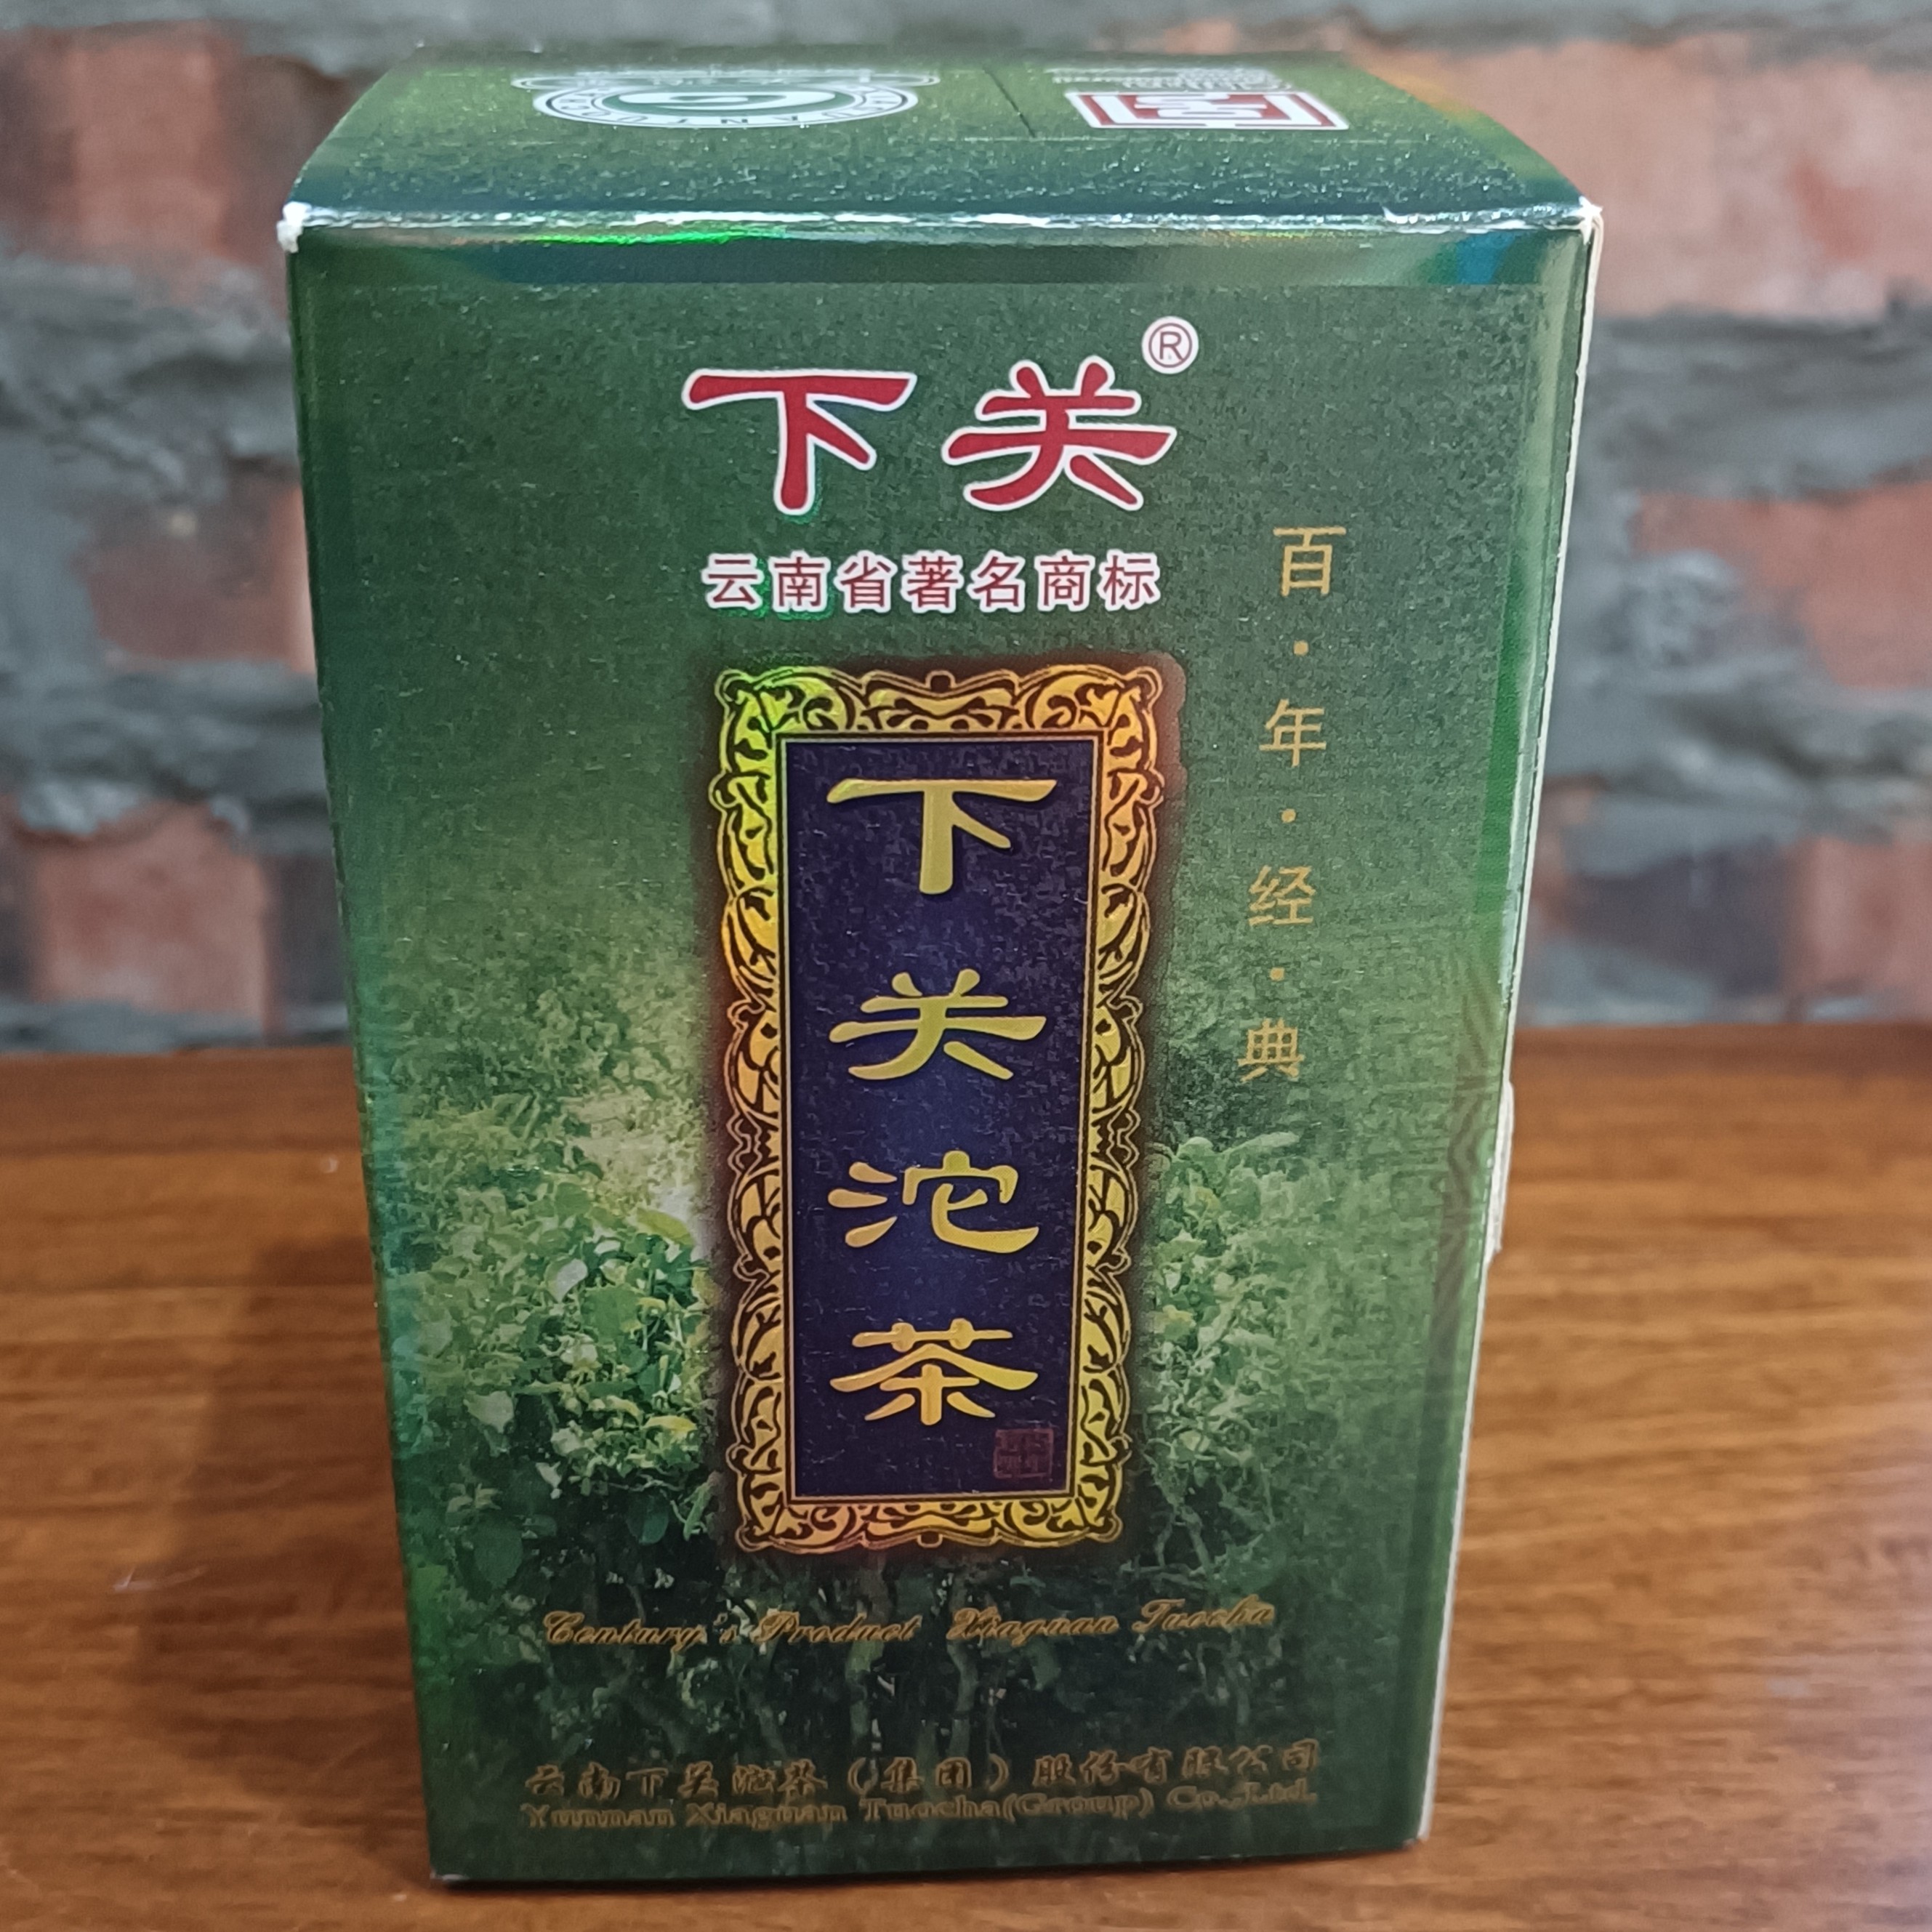 下关®
云南省著名商标
百·年·经·典
下关沱茶
Century's Product Xiaguan Tuocha
云南下关沱茶（集团）股份有限公司
Yunnan Xiaguan Tuocha(Group) Co.,Ltd.